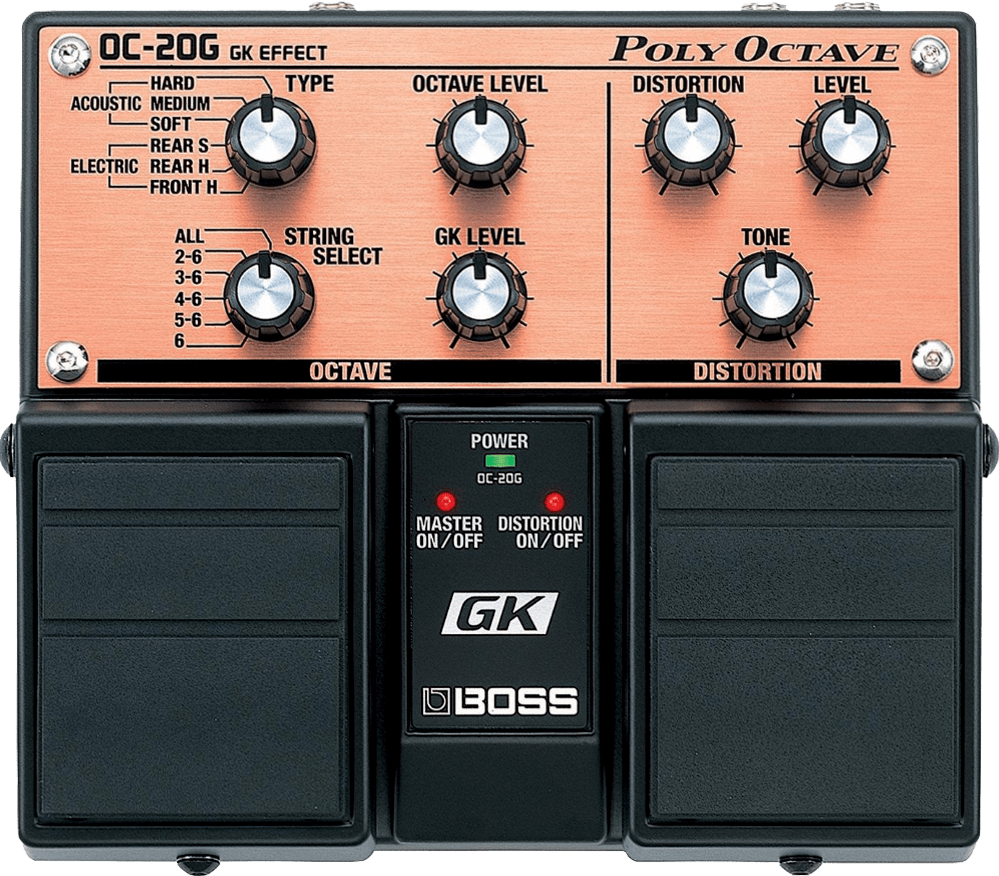 OC-20G GK EFFECT
POLY OCTAVE
TYPE
HARD
ACOUSTIC MEDIUM
SOFT
REAR S
ELECTRIC REAR H
FRONT H
OCTAVE LEVEL
DISTORTION
LEVEL
STRING
SELECT
ALL
2-6
3-6
4-6
5-6
6
GK LEVEL
TONE
OCTAVE
DISTORTION
POWER
OC-20G
MASTER
ON/OFF
DISTORTION
ON/OFF
GK
BOSS